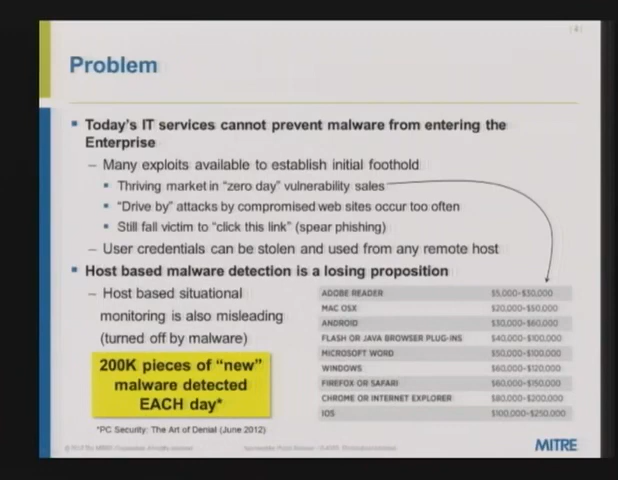 | 4 |
Problem
Today's IT services cannot prevent malware from entering the
Enterprise
– Many exploits available to establish initial foothold
Thriving market in "zero day" vulnerability sales
"Drive by" attacks by compromised web sites occur too often
Still fall victim to "click this link" (spear phishing)
– User credentials can be stolen and used from any remote host
Host based malware detection is a losing proposition
– Host based situational
monitoring is also misleading
(turned off by malware)
200K pieces of "new"
malware detected
EACH day*
*PC Security: The Art of Denial (June 2012)
ADOBE READER $5,000–$30,000
MAC OSX $20,000–$50,000
ANDROID $30,000–$60,000
FLASH OR JAVA BROWSER PLUG-INS $40,000–$100,000
MICROSOFT WORD $50,000–$100,000
WINDOWS $60,000–$120,000
FIREFOX OR SAFARI $60,000–$150,000
CHROME OR INTERNET EXPLORER $80,000–$200,000
IOS $100,000–$250,000
MITRE